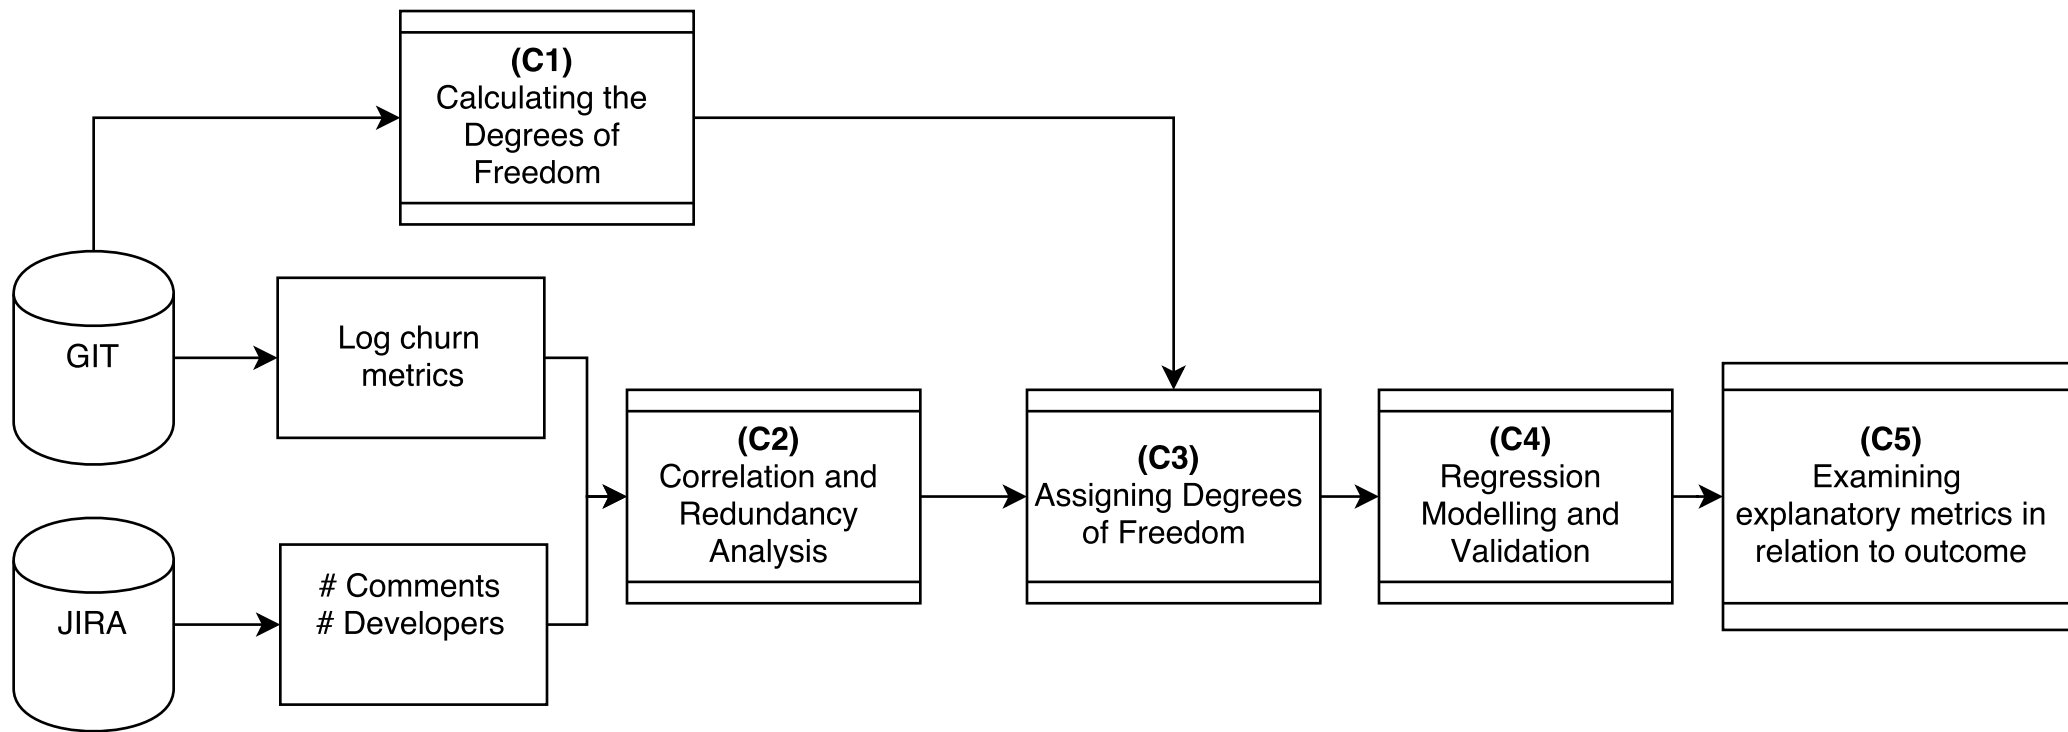 (C1)
Calculating the
Degrees of
Freedom
GIT
Log churn
metrics
JIRA
# Comments
# Developers
(C2)
Correlation and
Redundancy
Analysis
(C3)
Assigning Degrees
of Freedom
(C4)
Regression
Modelling and
Validation
(C5)
Examining
explanatory metrics in
relation to outcome